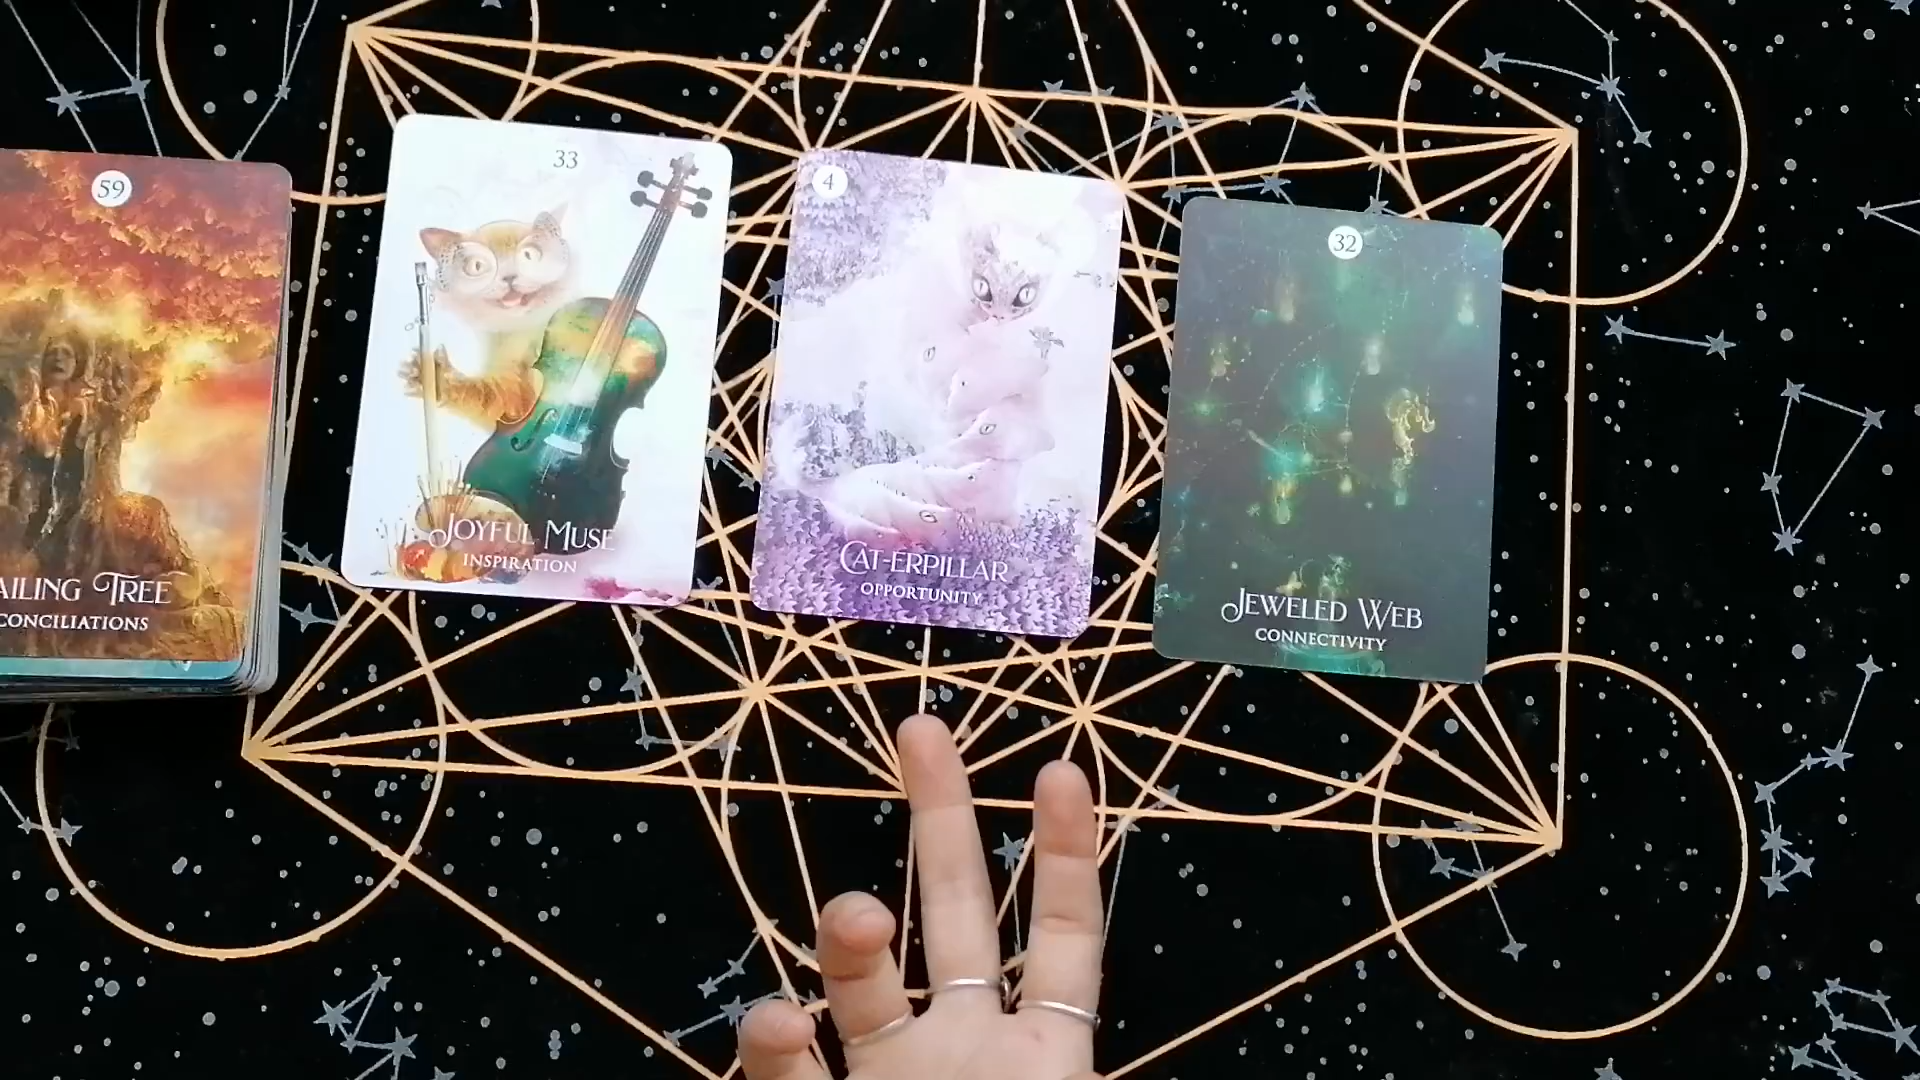 59
AILING TREE
CONCILIATIONS
33
JOYFUL MUSE
INSPIRATION
4
CAT-ERPILLAR
OPPORTUNITY
32
JEWELED WEB
CONNECTIVITY